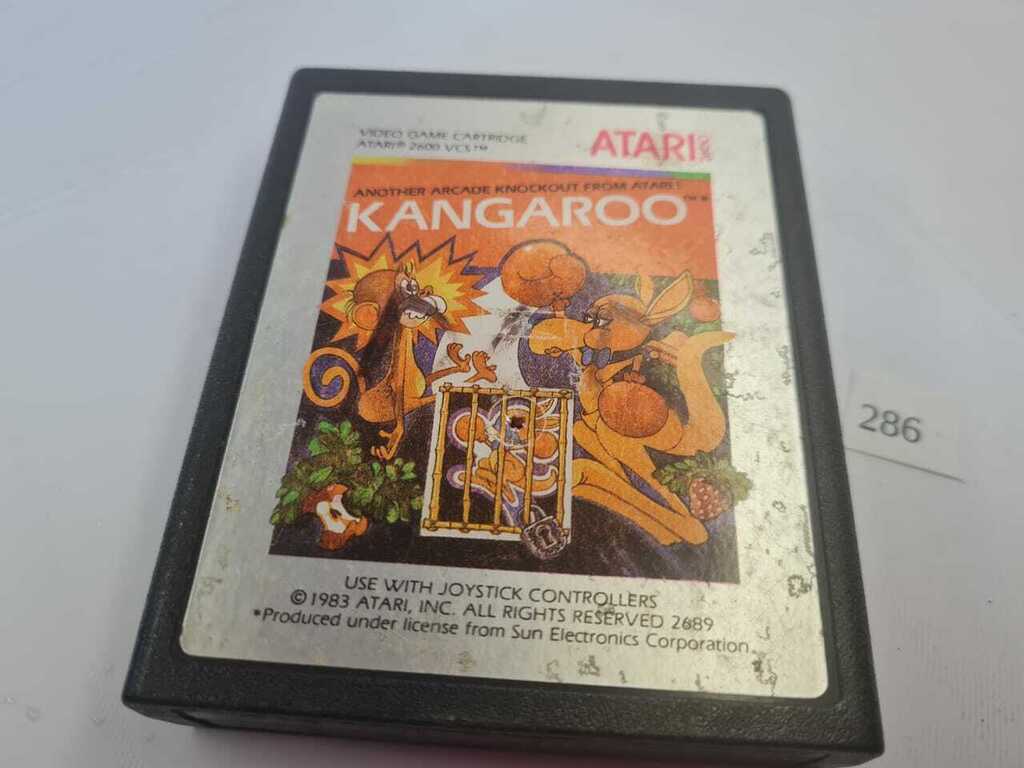 VIDEO GAME CARTRIDGE
ATARI® 2600 VCS™
ATARI 2600
ANOTHER ARCADE KNOCKOUT FROM ATARI!
KANGAROO™*
286
USE WITH JOYSTICK CONTROLLERS
©1983 ATARI, INC. ALL RIGHTS RESERVED 2689
*Produced under license from Sun Electronics Corporation.